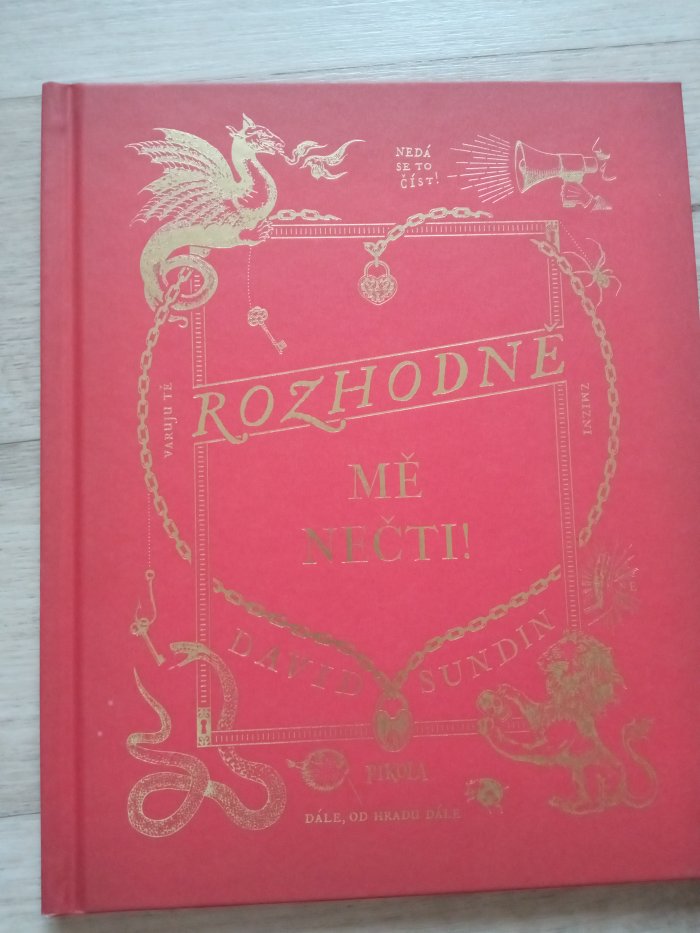 NEDÁ
SE TO
ČÍST!
VARUJU TĚ
ROZHODNĚ
ZMIZNI
MĚ
NEČTI!
DAVID SUNDIN
PIKOLA
DÁLE, OD HRADU DÁLE